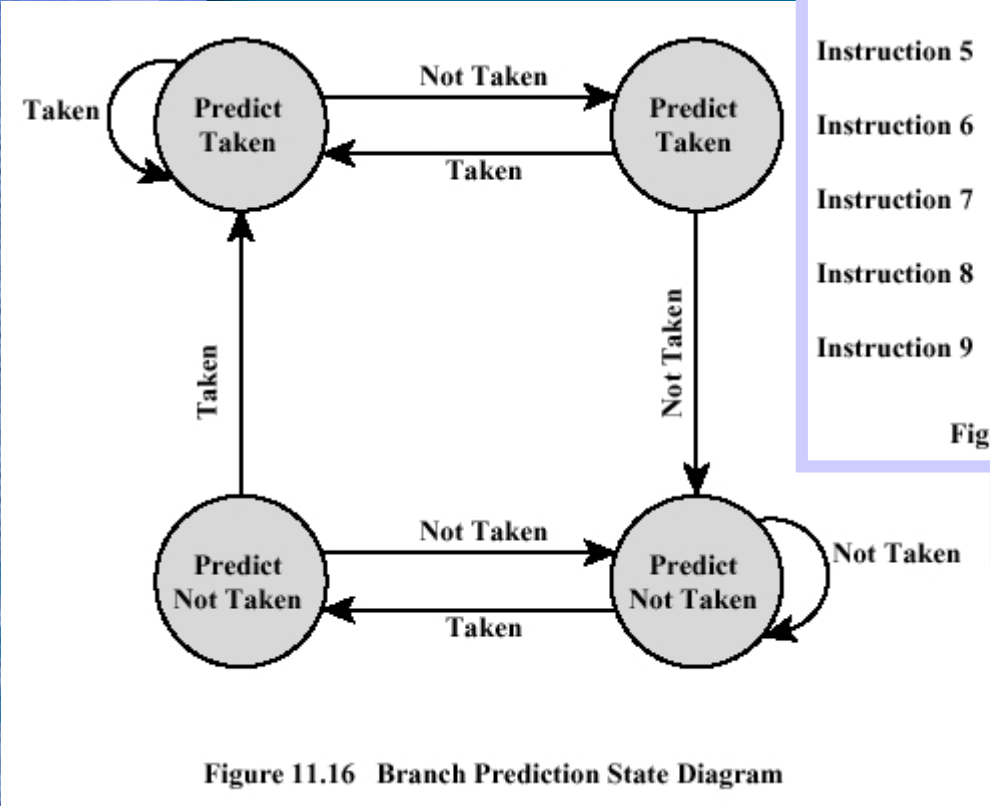 Instruction 5
Not Taken
Taken
Predict
Taken
Predict
Taken
Instruction 6
Taken
Instruction 7
Instruction 8
Taken
Not Taken
Instruction 9
Fig
Not Taken
Predict
Not Taken
Predict
Not Taken
Not Taken
Taken
Figure 11.16 Branch Prediction State Diagram